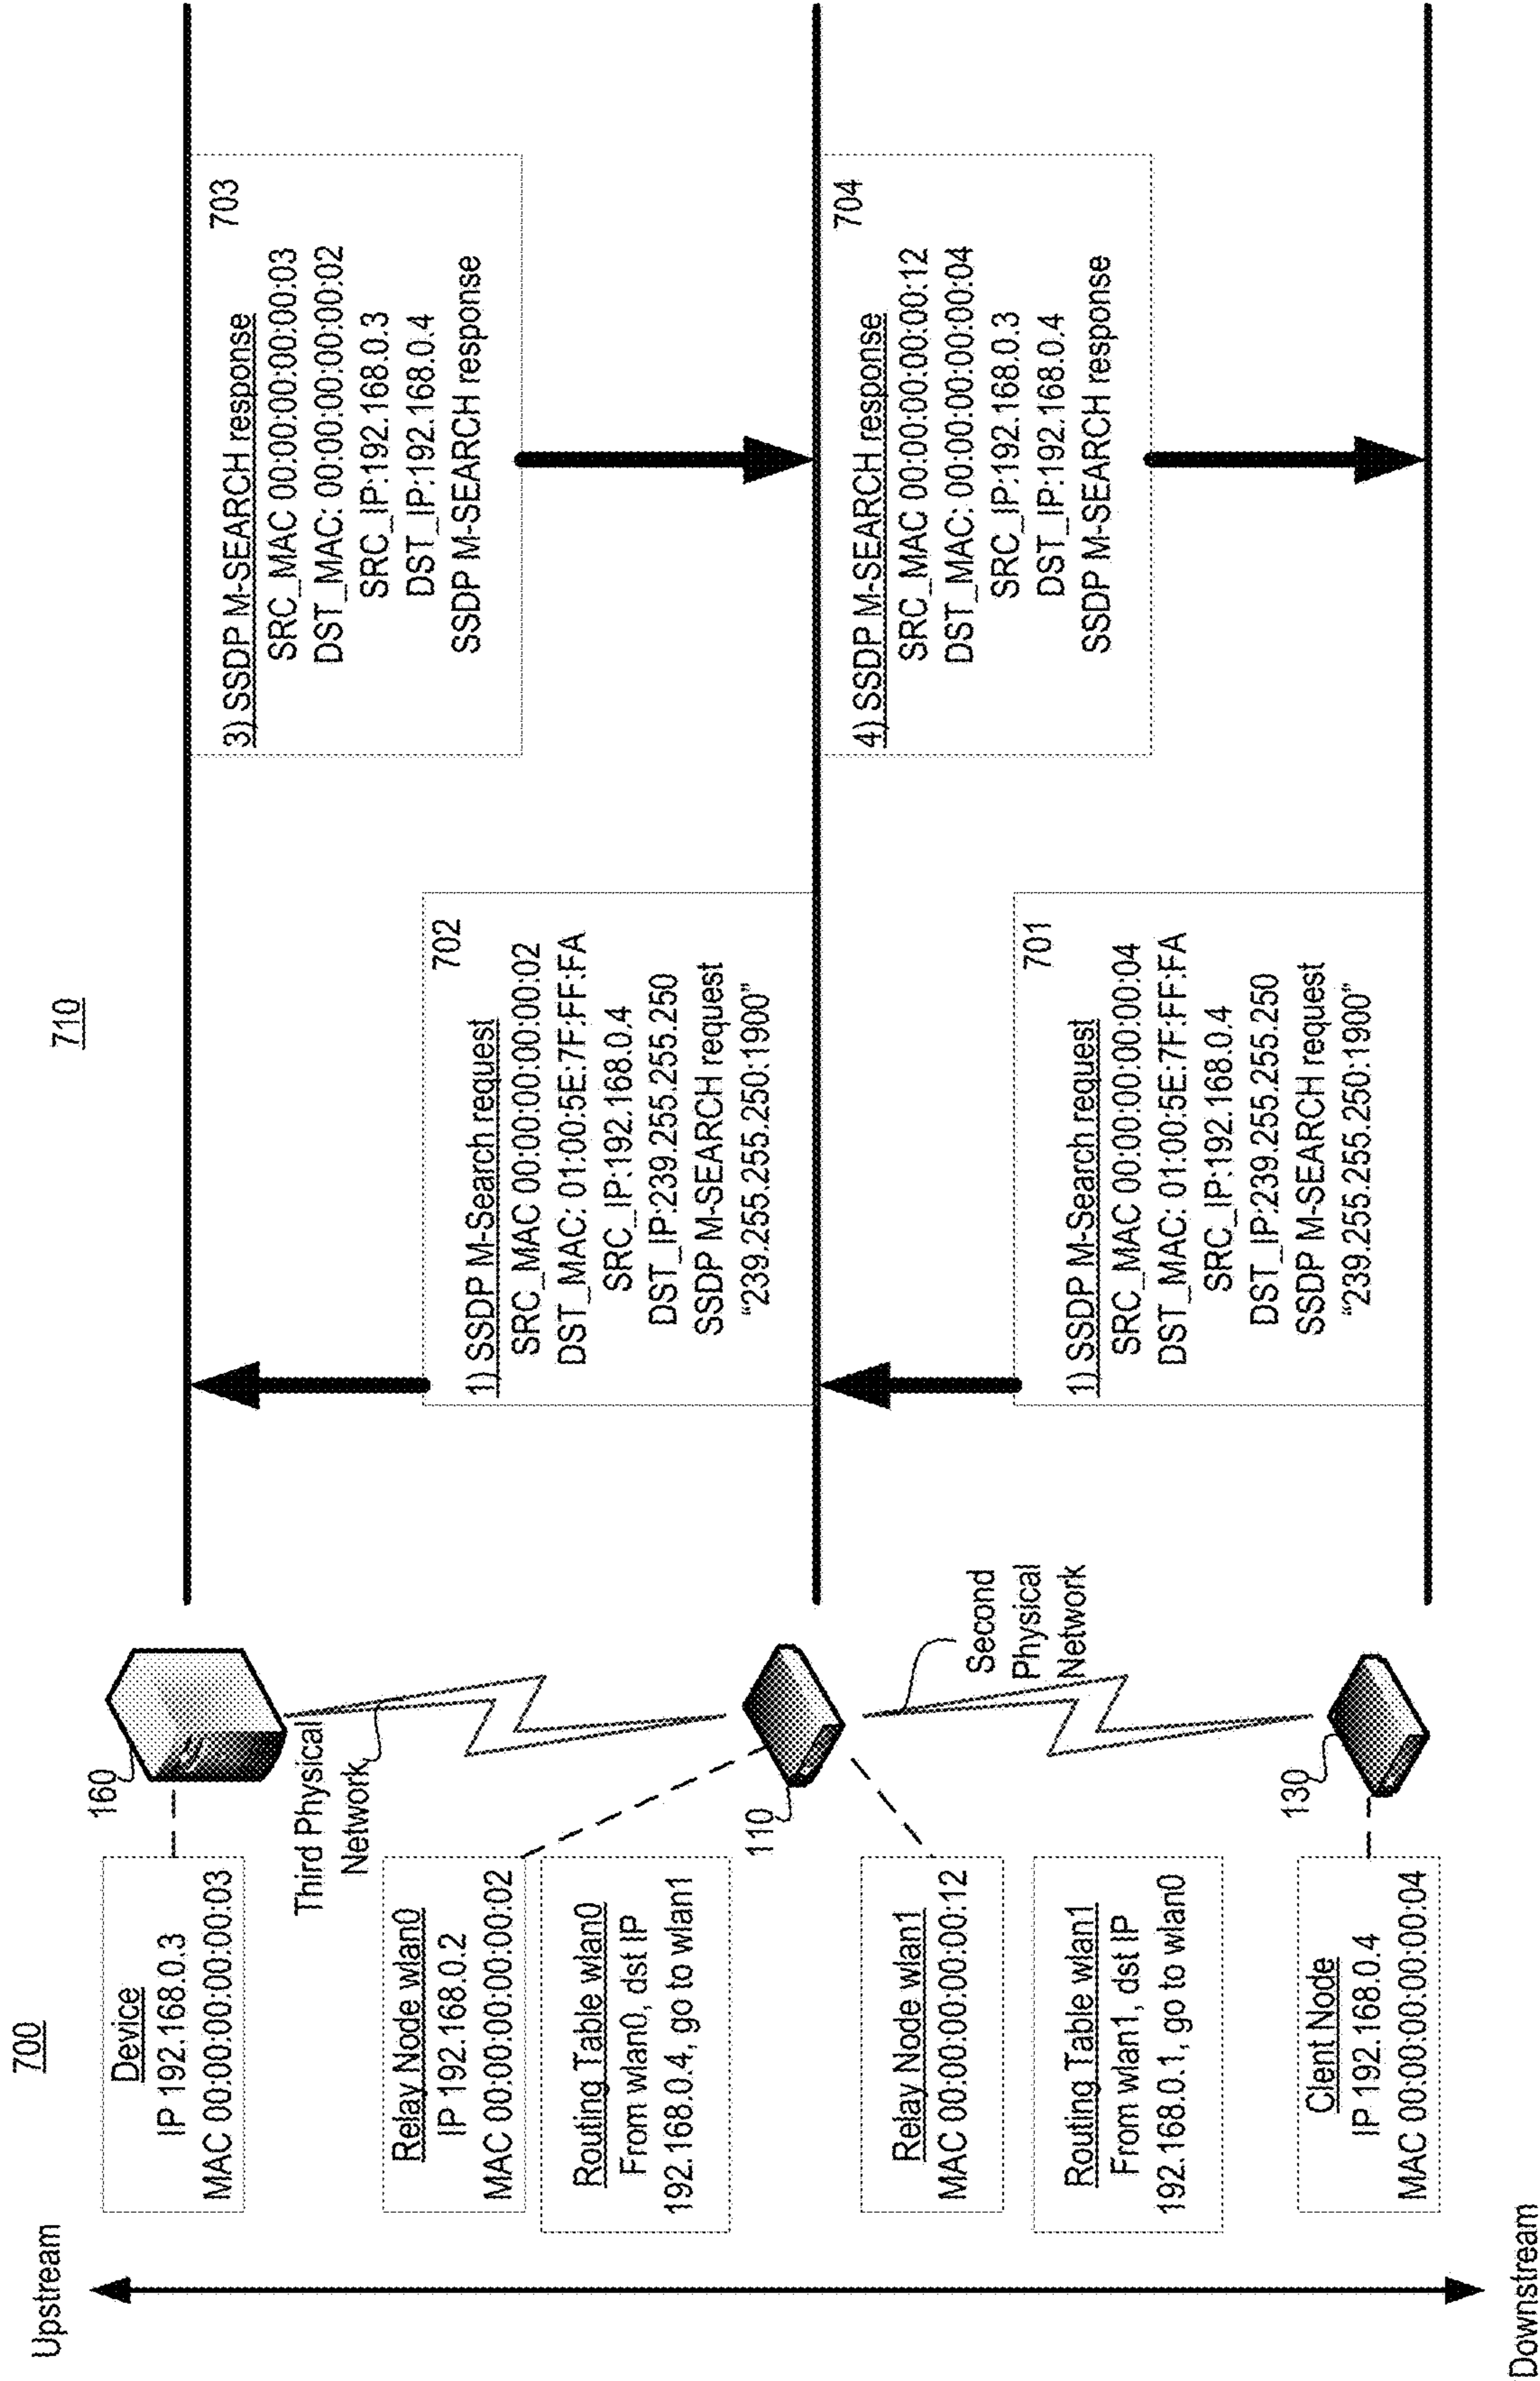 700
710
Upstream
Downstream
Device
IP 192.168.0.3
MAC 00:00:00:00:00:03
160
Third Physical
Network
Relay Node wlan0
IP 192.168.0.2
MAC 00:00:00:00:00:02
Routing Table wlan0
From wlan0, dst IP
192.168.0.4, go to wlan1
110
Relay Node wlan1
MAC 00:00:00:00:00:12
Second
Physical
Network
Routing Table wlan1
From wlan1, dst IP
192.168.0.1, go to wlan0
Clent Node
IP 192.168.0.4
MAC 00:00:00:00:00:04
130
702
1) SSDP M-Search request
SRC_MAC 00:00:00:00:00:02
DST_MAC: 01:00:5E:7F:FF:FA
SRC_IP:192.168.0.4
DST_IP:239.255.255.250
SSDP M-SEARCH request
“239.255.255.250:1900”
701
1) SSDP M-Search request
SRC_MAC 00:00:00:00:00:04
DST_MAC: 01:00:5E:7F:FF:FA
SRC_IP:192.168.0.4
DST_IP:239.255.255.250
SSDP M-SEARCH request
“239.255.255.250:1900”
703
3) SSDP M-SEARCH response
SRC_MAC 00:00:00:00:00:03
DST_MAC: 00:00:00:00:00:02
SRC_IP:192.168.0.3
DST_IP:192.168.0.4
SSDP M-SEARCH response
704
4) SSDP M-SEARCH response
SRC_MAC 00:00:00:00:00:12
DST_MAC: 00:00:00:00:00:04
SRC_IP:192.168.0.3
DST_IP:192.168.0.4
SSDP M-SEARCH response